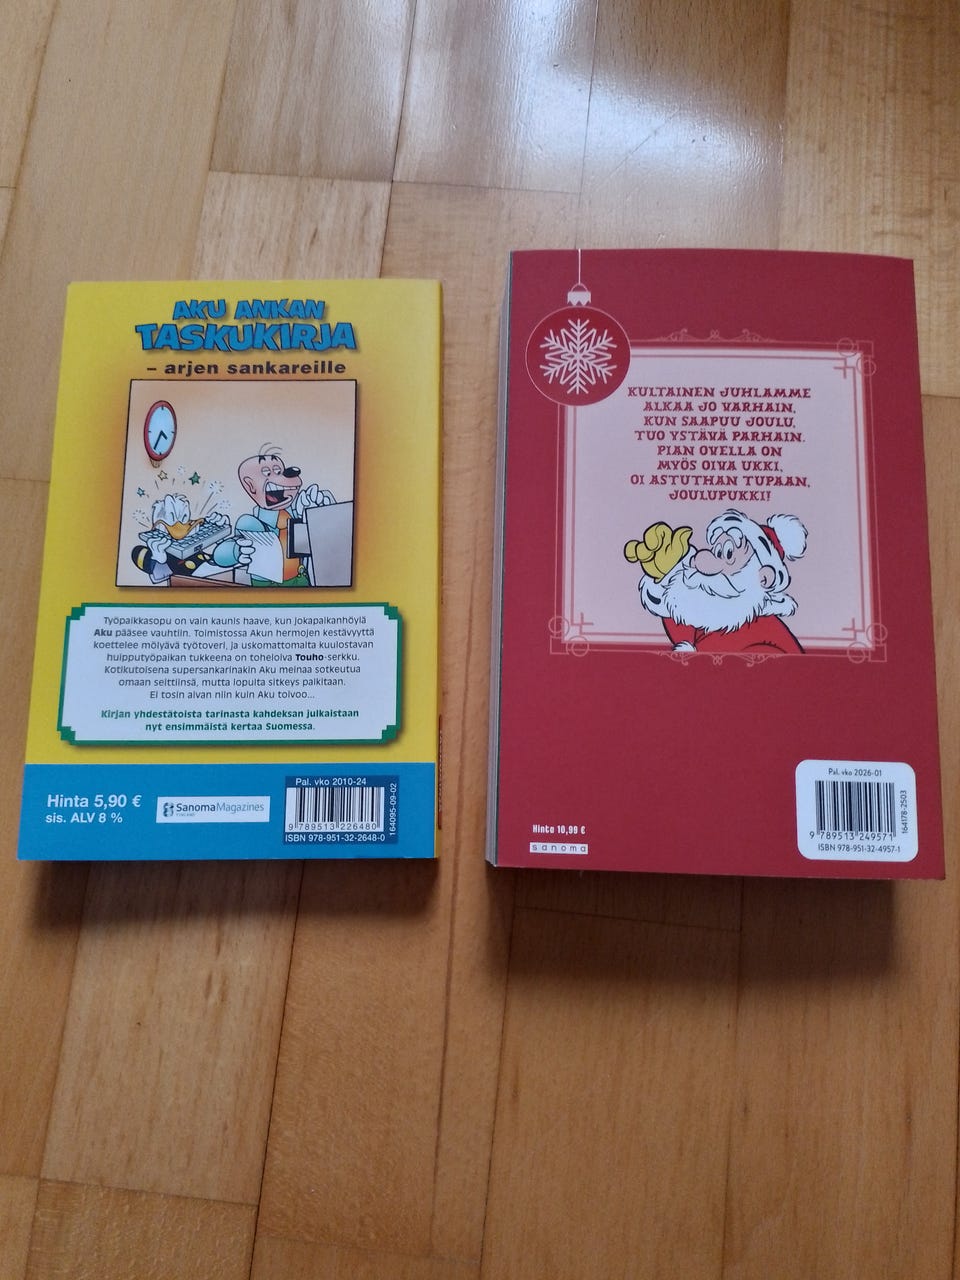 AKU ANKAN
TASKUKIRJA
– arjen sankareille
Työpaikkasopu on vain kaunis haave, kun jokapaikanhöylä
Aku pääsee vauhtiin. Toimistossa Akun hermojen kestävyyttä
koettelee mölyävä työtoveri, ja uskomattomalta kuulostavan
huipputyöpaikan tukkeena on toheloiva Touho-serkku.
Kotikutoisena supersankarinakin Aku meinaa sotkeutua
omaan seittiinsä, mutta lopulta sitkeys palkitaan.
Ei tosin aivan niin kuin Aku toivoo...
Kirjan yhdestätoista tarinasta kahdeksan julkaistaan
nyt ensimmäistä kertaa Suomessa.
Hinta 5,90 €
sis. ALV 8 %
SanomaMagazines
FINLAND
Pal. vko 2010-24
9 789513 226480
ISBN 978-951-32-2648-0
164095-09-02
KULTAINEN JUHLAMME
ALKAA JO VARHAIN,
KUN SAAPUU JOULU,
TUO YSTÄVÄ PARHAIN.
PIAN OVELLA ON
MYÖS OIVA UKKI,
OI ASTUTHAN TUPAAN,
JOULUPUKKI!
Hinta 10,99 €
sanoma
Pal. vko 2026-01
9 789513 249571
ISBN 978-951-32-4957-1
164178-2503